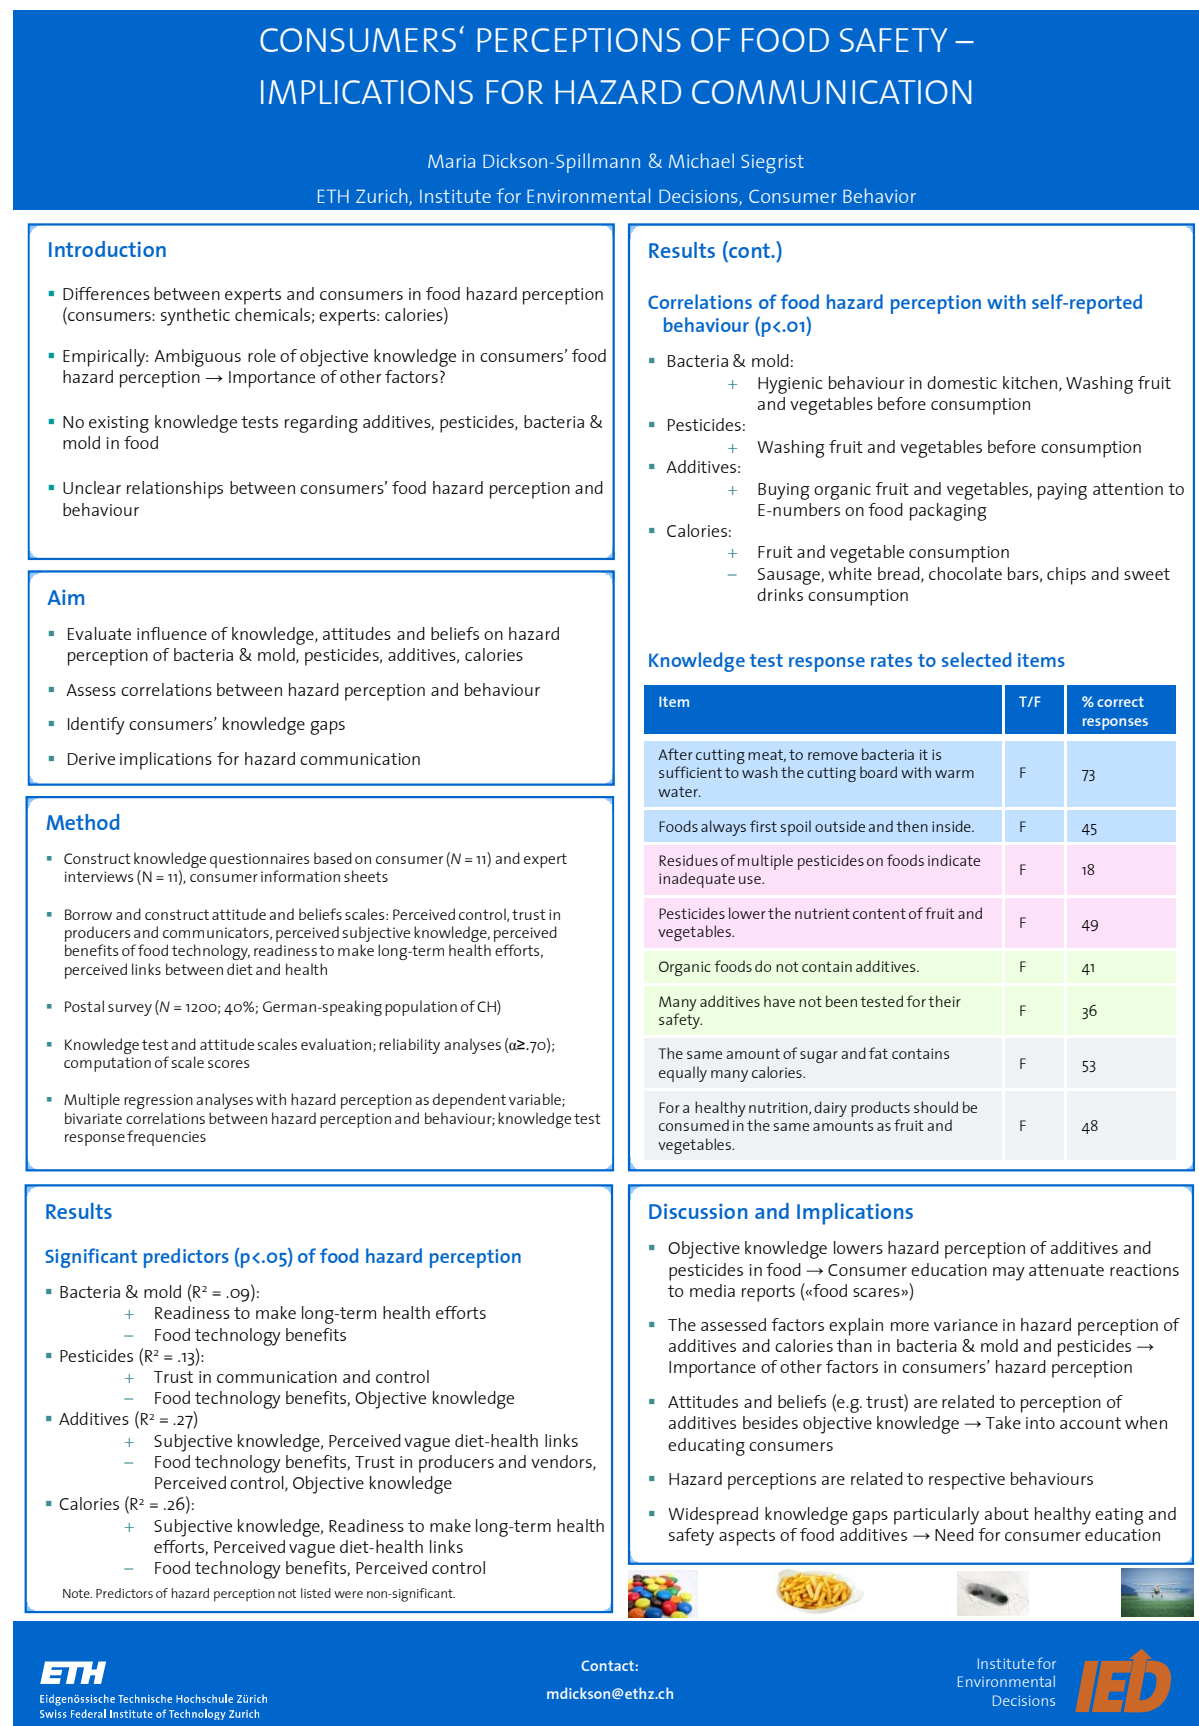 CONSUMERS‘ PERCEPTIONS OF FOOD SAFETY –
IMPLICATIONS FOR HAZARD COMMUNICATION
Maria Dickson-Spillmann & Michael Siegrist
ETH Zurich, Institute for Environmental Decisions, Consumer Behavior
Introduction
▪ Differences between experts and consumers in food hazard perception
(consumers: synthetic chemicals; experts: calories)
▪ Empirically: Ambiguous role of objective knowledge in consumers’ food
hazard perception → Importance of other factors?
▪ No existing knowledge tests regarding additives, pesticides, bacteria &
mold in food
▪ Unclear relationships between consumers’ food hazard perception and
behaviour
Aim
▪ Evaluate influence of knowledge, attitudes and beliefs on hazard
perception of bacteria & mold, pesticides, additives, calories
▪ Assess correlations between hazard perception and behaviour
▪ Identify consumers’ knowledge gaps
▪ Derive implications for hazard communication
Method
▪ Construct knowledge questionnaires based on consumer (N = 11) and expert
interviews (N = 11), consumer information sheets
▪ Borrow and construct attitude and beliefs scales: Perceived control, trust in
producers and communicators, perceived subjective knowledge, perceived
benefits of food technology, readiness to make long-term health efforts,
perceived links between diet and health
▪ Postal survey (N = 1200; 40%; German-speaking population of CH)
▪ Knowledge test and attitude scales evaluation; reliability analyses (α≥.70);
computation of scale scores
▪ Multiple regression analyses with hazard perception as dependent variable;
bivariate correlations between hazard perception and behaviour; knowledge test
response frequencies
Results
Significant predictors (p<.05) of food hazard perception
▪ Bacteria & mold (R² = .09):
+ Readiness to make long-term health efforts
– Food technology benefits
▪ Pesticides (R² = .13):
+ Trust in communication and control
– Food technology benefits, Objective knowledge
▪ Additives (R² = .27)
+ Subjective knowledge, Perceived vague diet-health links
– Food technology benefits, Trust in producers and vendors,
Perceived control, Objective knowledge
▪ Calories (R² = .26):
+ Subjective knowledge, Readiness to make long-term health
efforts, Perceived vague diet-health links
– Food technology benefits, Perceived control
Note. Predictors of hazard perception not listed were non-significant.
Results (cont.)
Correlations of food hazard perception with self-reported
behaviour (p<.01)
▪ Bacteria & mold:
+ Hygienic behaviour in domestic kitchen, Washing fruit
and vegetables before consumption
▪ Pesticides:
+ Washing fruit and vegetables before consumption
▪ Additives:
+ Buying organic fruit and vegetables, paying attention to
E-numbers on food packaging
▪ Calories:
+ Fruit and vegetable consumption
– Sausage, white bread, chocolate bars, chips and sweet
drinks consumption
Knowledge test response rates to selected items
Item T/F % correct
responses
After cutting meat, to remove bacteria it is
sufficient to wash the cutting board with warm F 73
water.
Foods always first spoil outside and then inside. F 45
Residues of multiple pesticides on foods indicate F 18
inadequate use.
Pesticides lower the nutrient content of fruit and F 49
vegetables.
Organic foods do not contain additives. F 41
Many additives have not been tested for their F 36
safety.
The same amount of sugar and fat contains F 53
equally many calories.
For a healthy nutrition, dairy products should be
consumed in the same amounts as fruit and F 48
vegetables.
Discussion and Implications
▪ Objective knowledge lowers hazard perception of additives and
pesticides in food → Consumer education may attenuate reactions
to media reports («food scares»)
▪ The assessed factors explain more variance in hazard perception of
additives and calories than in bacteria & mold and pesticides →
Importance of other factors in consumers’ hazard perception
▪ Attitudes and beliefs (e.g. trust) are related to perception of
additives besides objective knowledge → Take into account when
educating consumers
▪ Hazard perceptions are related to respective behaviours
▪ Widespread knowledge gaps particularly about healthy eating and
safety aspects of food additives → Need for consumer education
ETH
Eidgenössische Technische Hochschule Zürich
Swiss Federal Institute of Technology Zurich
Contact:
mdickson@ethz.ch
Institute for
Environmental
Decisions
IED